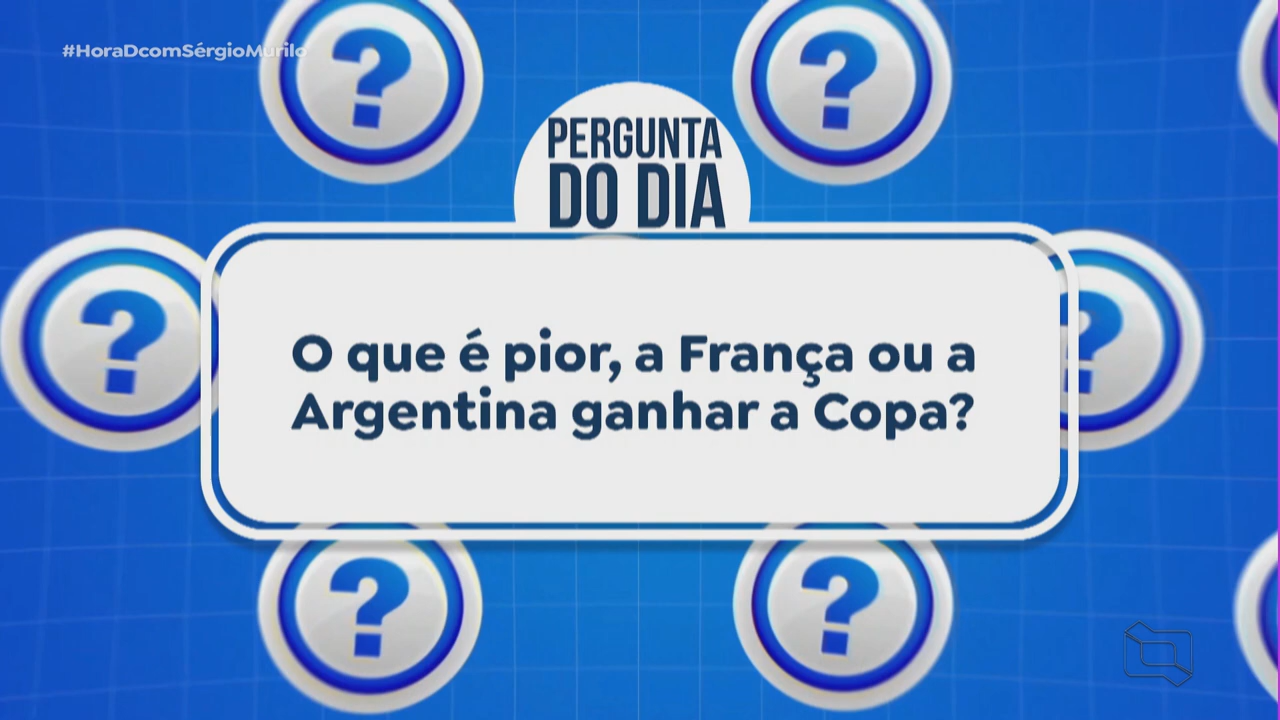 #HoraDcomSérgioMurilo
PERGUNTA
DO DIA
O que é pior, a França ou a
Argentina ganhar a Copa?